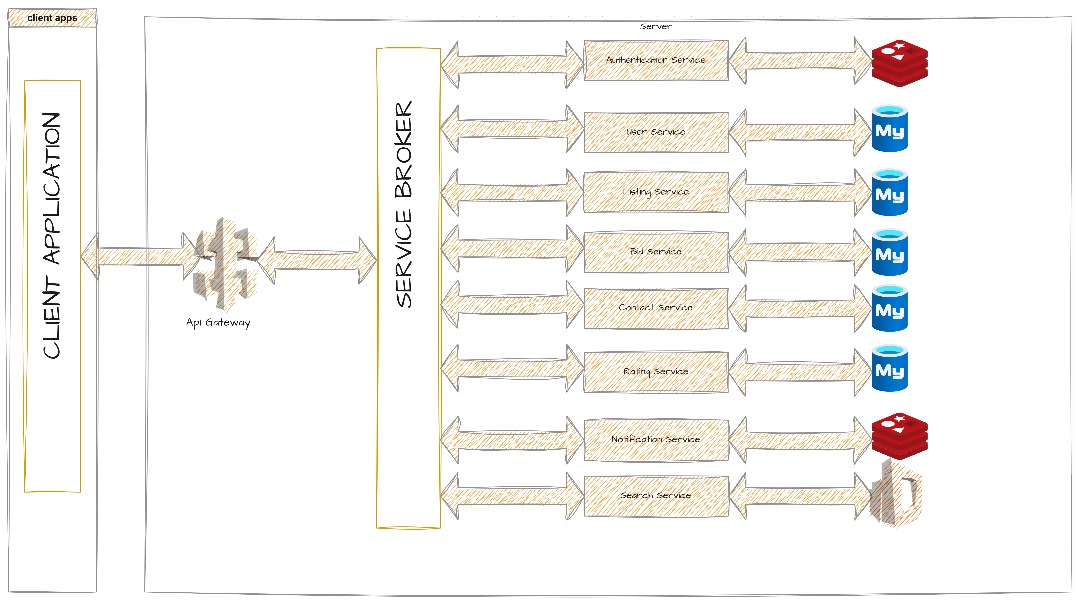 client apps
Server
CLIENT APPLICATION
Api Gateway
SERVICE BROKER
Authentication Service
User Service
My
Listing Service
My
Bid Service
My
Contact Service
My
Rating Service
My
Notification Service
Search Service